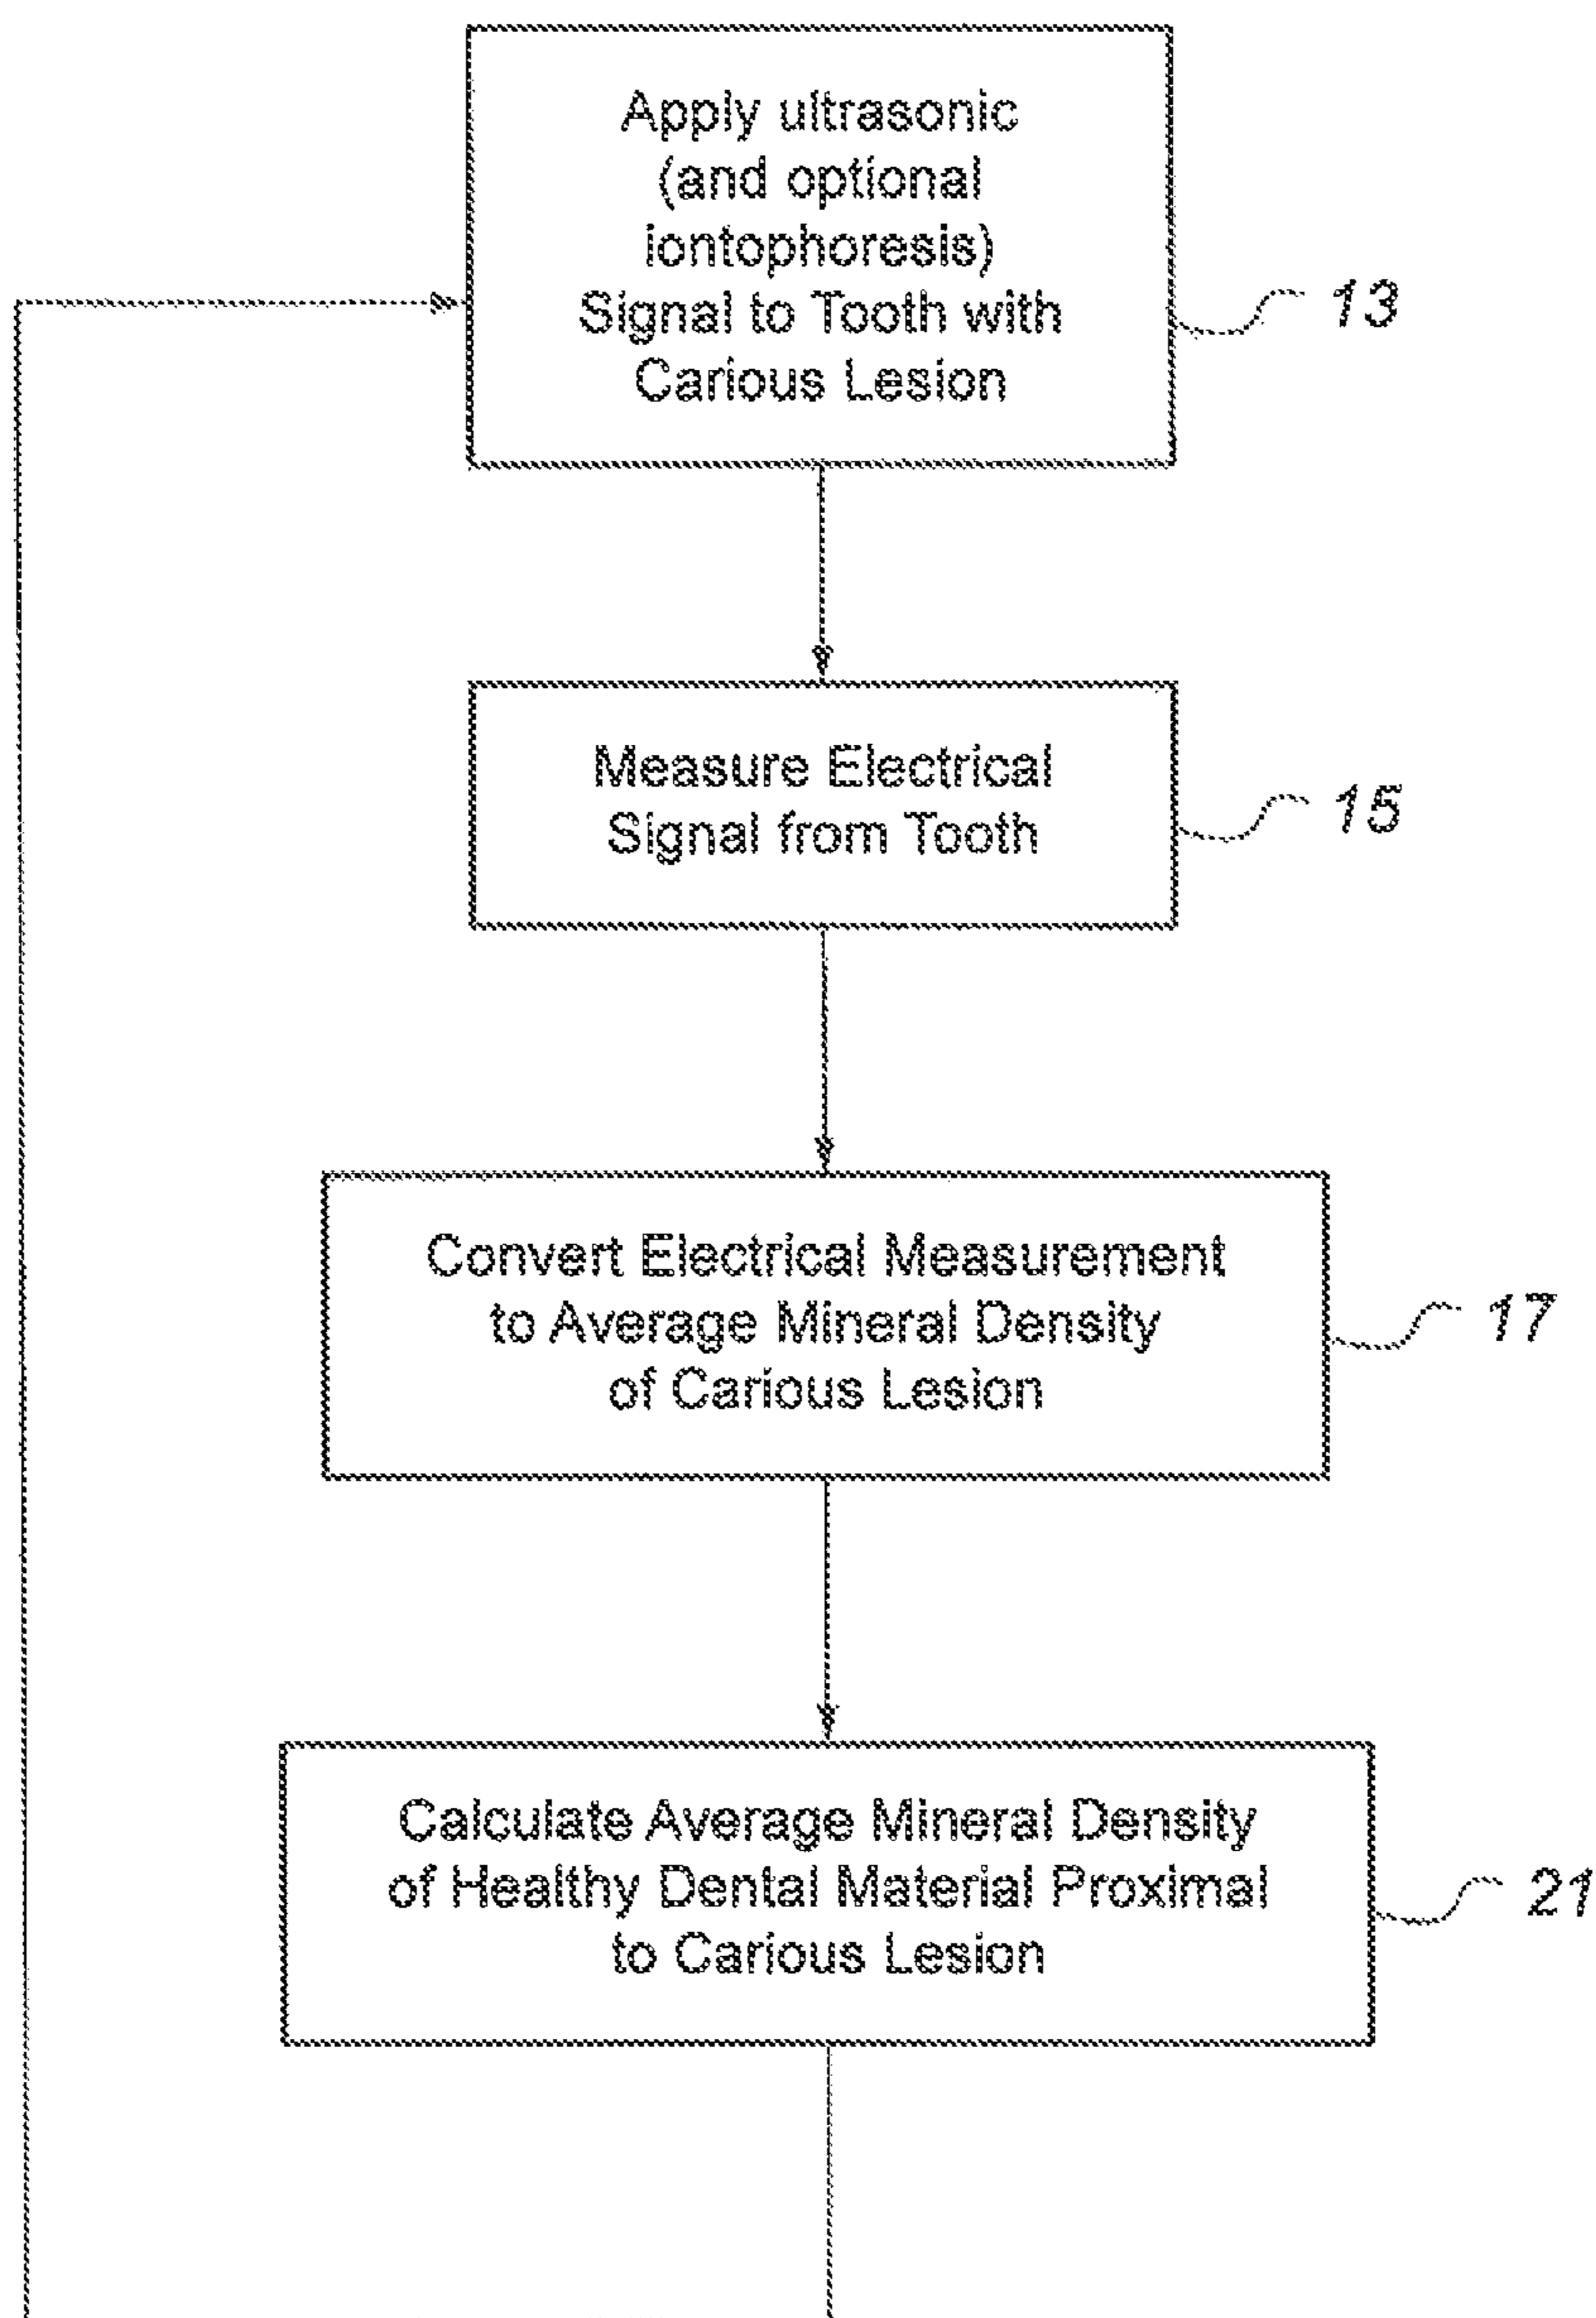 Apply ultrasonic
(and optional
iontophoresis)
Signal to Tooth with
Carious Lesion
13
Measure Electrical
Signal from Tooth
15
Convert Electrical Measurement
to Average Mineral Density
of Carious Lesion
17
Calculate Average Mineral Density
of Healthy Dental Material Proximal
to Carious Lesion
21